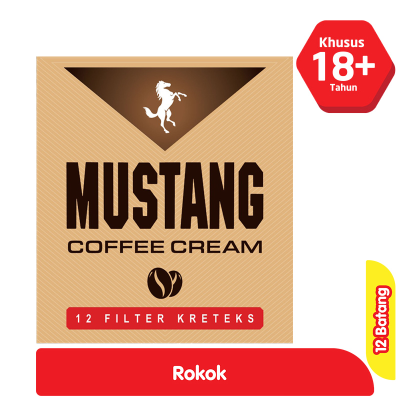 Khusus
18+
Tahun
MUSTANG
COFFEE CREAM
12 FILTER KRETEKS
12 Batang
Rokok